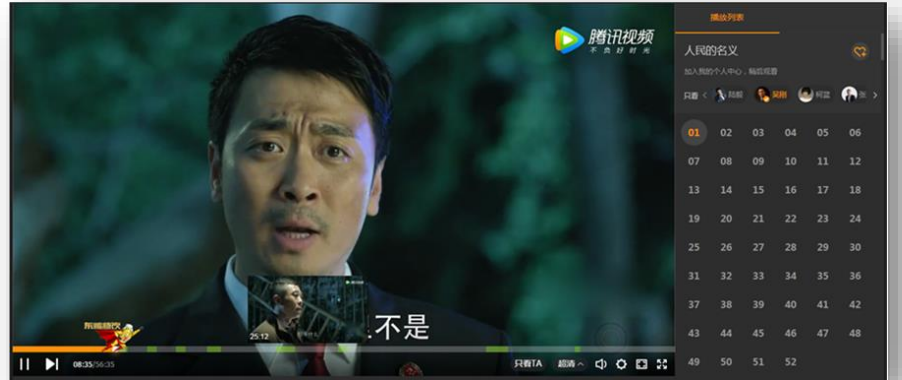 腾讯视频
不负好时光
播放列表
人民的名义
加入我的个人中心，稍后观看
只看 < 陆毅 吴刚 柯蓝 张 >
01 02 03 04 05 06
07 08 09 10 11 12
13 14 15 16 17 18
19 20 21 22 23 24
25 26 27 28 29 30
31 32 33 34 35 36
37 38 39 40 41 42
43 44 45 46 47 48
49 50 51 52
不是
东鹏特饮
25:12
08:35/56:35
只看TA 超清